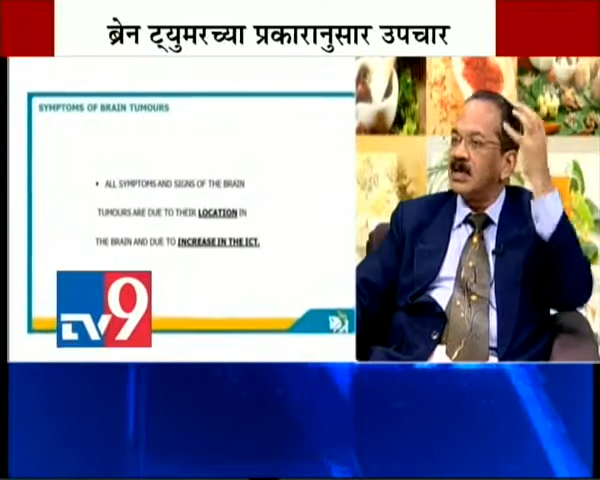 ब्रेन ट्युमरच्या प्रकारानुसार उपचार
SYMPTOMS OF BRAIN TUMOURS
• ALL SYMPTOMS AND SIGNS OF THE BRAIN
TUMOURS ARE DUE TO THEIR LOCATION IN
THE BRAIN AND DUE TO INCREASE IN THE ICT.
TV9